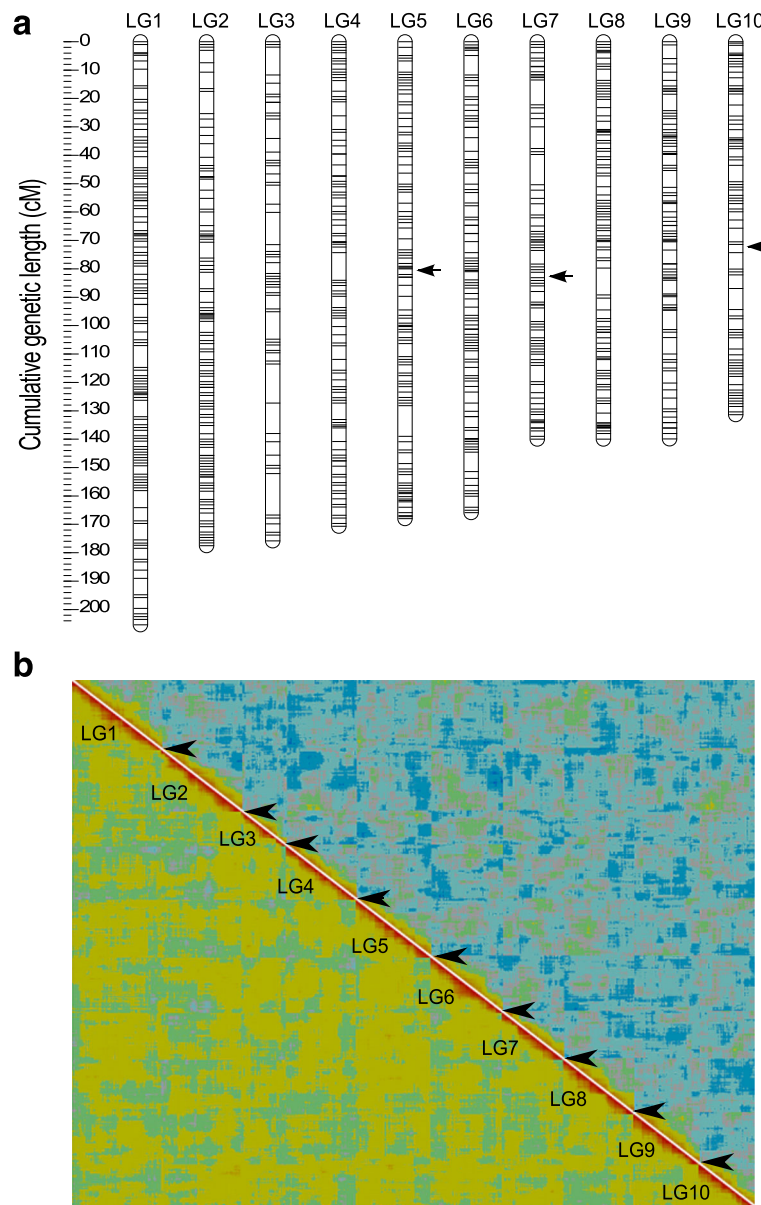 a
LG1 LG2 LG3 LG4 LG5 LG6 LG7 LG8 LG9 LG10
Cumulative genetic length (cM)
0
10
20
30
40
50
60
70
80
90
100
110
120
130
140
150
160
170
180
190
200
b
LG1
LG2
LG3
LG4
LG5
LG6
LG7
LG8
LG9
LG10